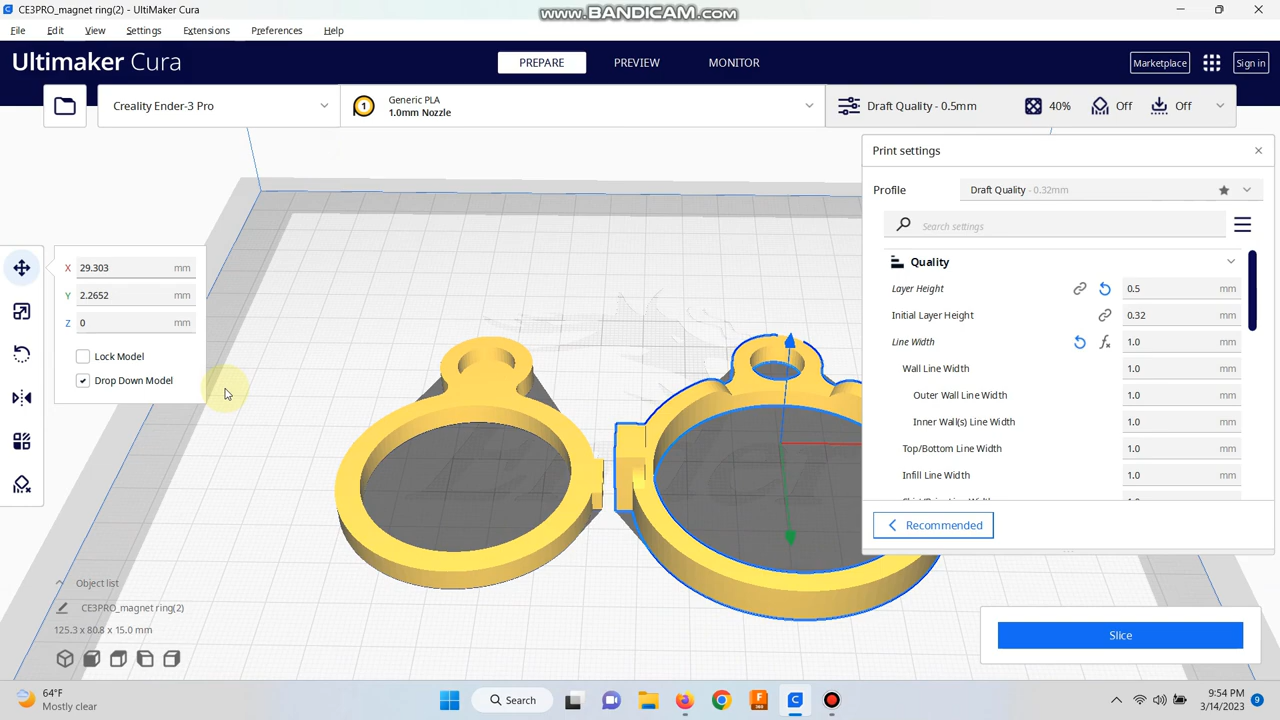 CE3PRO_magnet ring(2) - UltiMaker Cura
www.BANDICAM.com
File Edit View Settings Extensions Preferences Help
Ultimaker Cura
PREPARE PREVIEW MONITOR
Marketplace
Sign in
Creality Ender-3 Pro
1
Generic PLA
1.0mm Nozzle
Draft Quality - 0.5mm
40%
Off
Off
Print settings
Profile
Draft Quality - 0.32mm
Search settings
Quality
Layer Height 0.5 mm
Initial Layer Height 0.32 mm
Line Width 1.0 mm
Wall Line Width 1.0 mm
Outer Wall Line Width 1.0 mm
Inner Wall(s) Line Width 1.0 mm
Top/Bottom Line Width 1.0 mm
Infill Line Width 1.0 mm
Recommended
X 29.303 mm
Y 2.2652 mm
Z 0 mm
Lock Model
Drop Down Model
Object list
CE3PRO_magnet ring(2)
125.3 x 80.8 x 15.0 mm
Slice
64°F
Mostly clear
Search
9:54 PM
3/14/2023
9